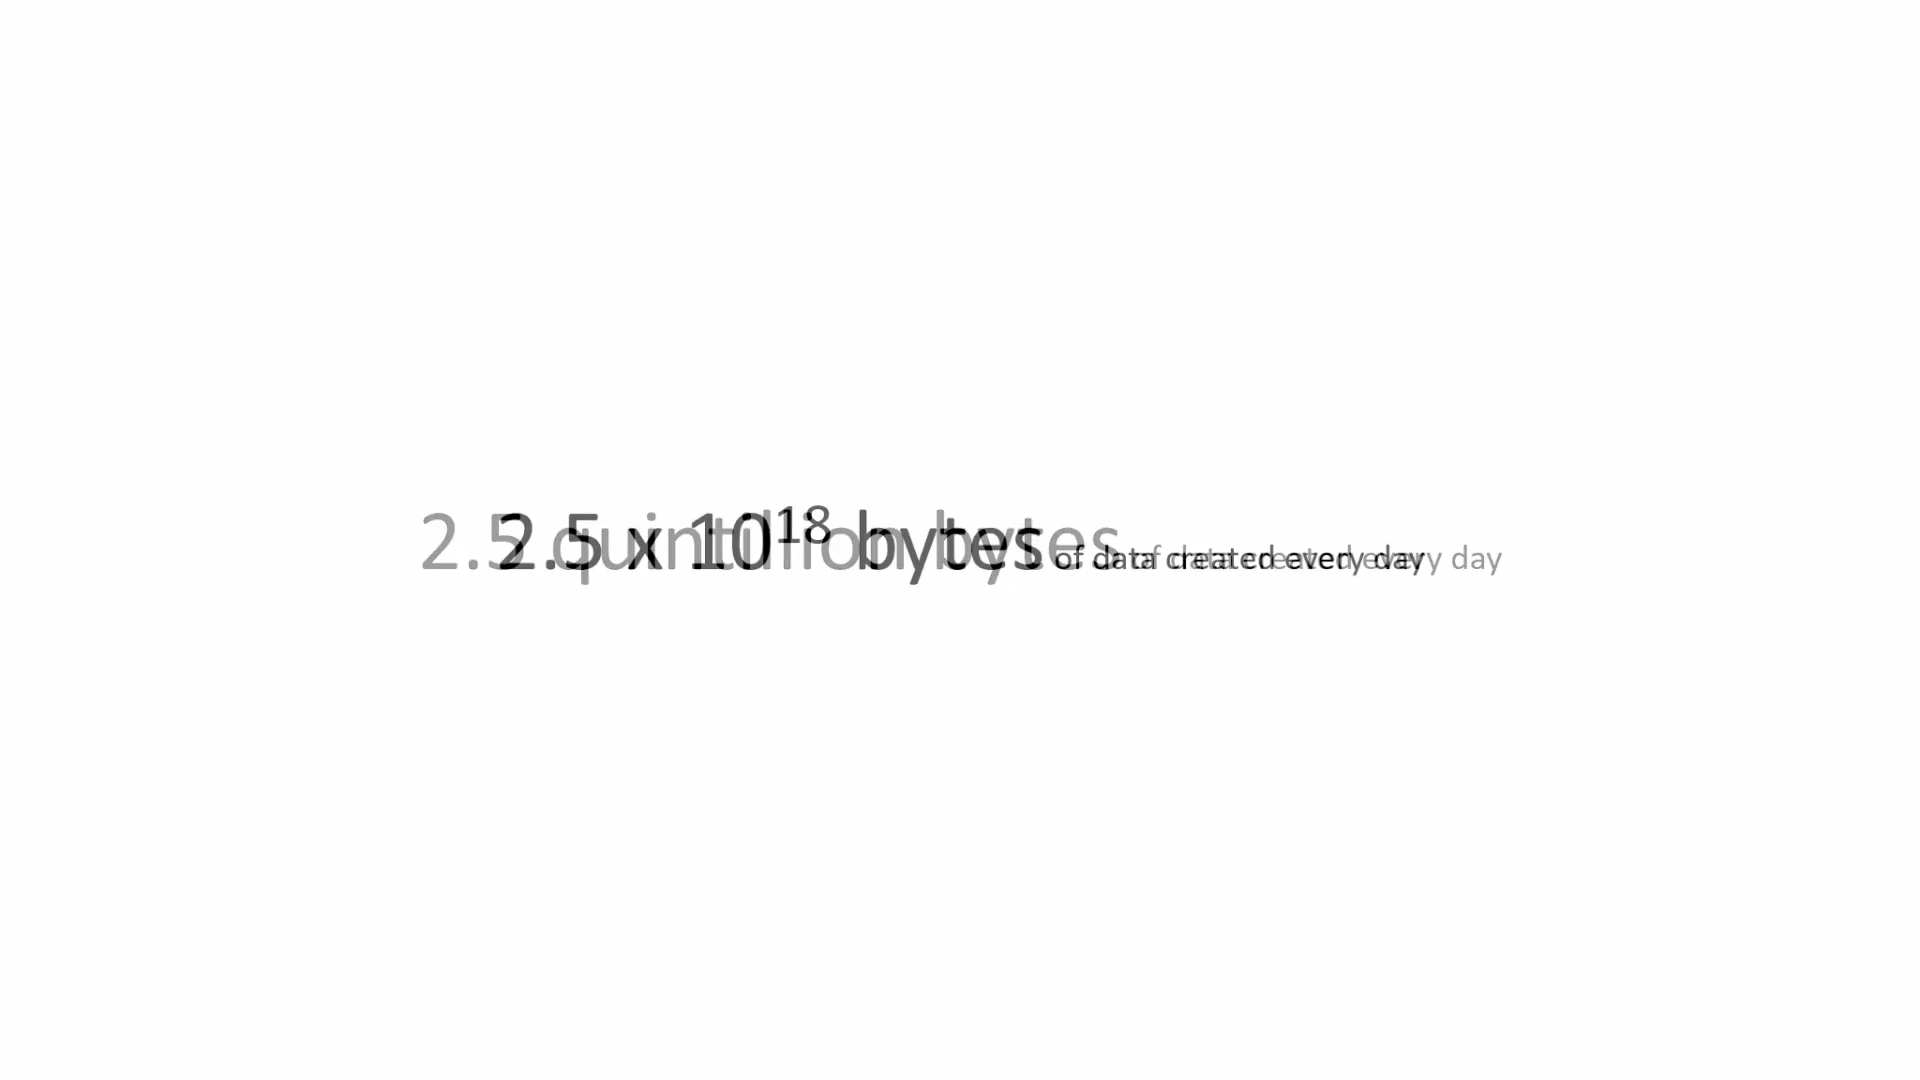 2.5 quintillion bytes of data created every day
2.5 x 10¹⁸ bytes of data created every day